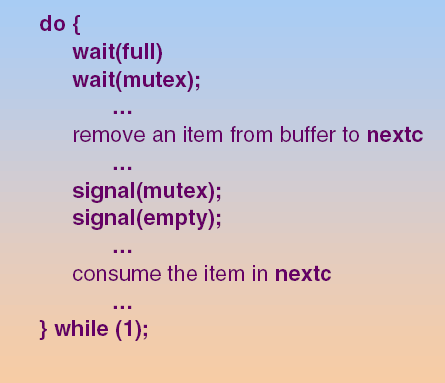 do {
wait(full)
wait(mutex);
...
remove an item from buffer to nextc
...
signal(mutex);
signal(empty);
...
consume the item in nextc
...
} while (1);